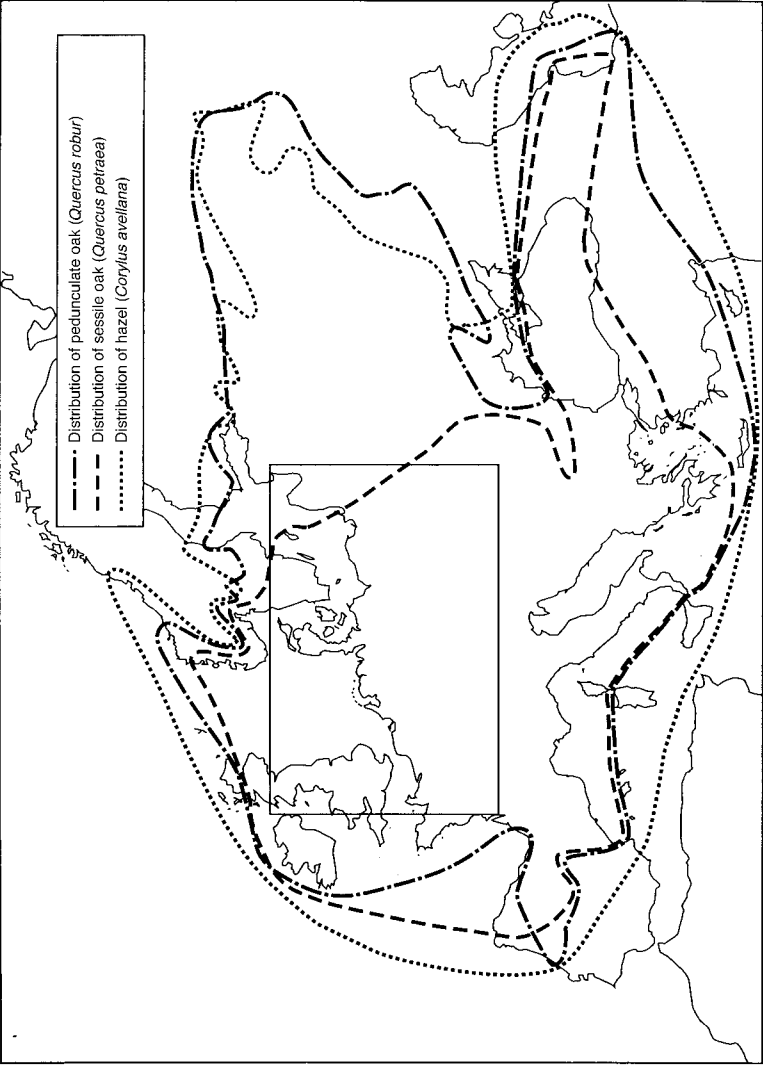 Distribution of pedunculate oak (Quercus robur)
Distribution of sessile oak (Quercus petraea)
Distribution of hazel (Corylus avellana)